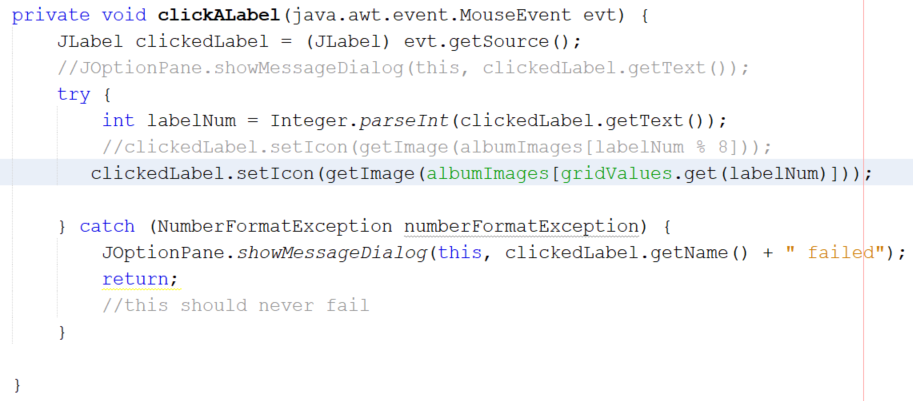 private void clickALabel(java.awt.event.MouseEvent evt) {
    JLabel clickedLabel = (JLabel) evt.getSource();
    //JOptionPane.showMessageDialog(this, clickedLabel.getText());
    try {
        int labelNum = Integer.parseInt(clickedLabel.getText());
        //clickedLabel.setIcon(getImage(albumImages[labelNum % 8]));
       clickedLabel.setIcon(getImage(albumImages[gridValues.get(labelNum)]));
    } catch (NumberFormatException numberFormatException) {
        JOptionPane.showMessageDialog(this, clickedLabel.getName() + " failed");
        return;
        //this should never fail
    }
}